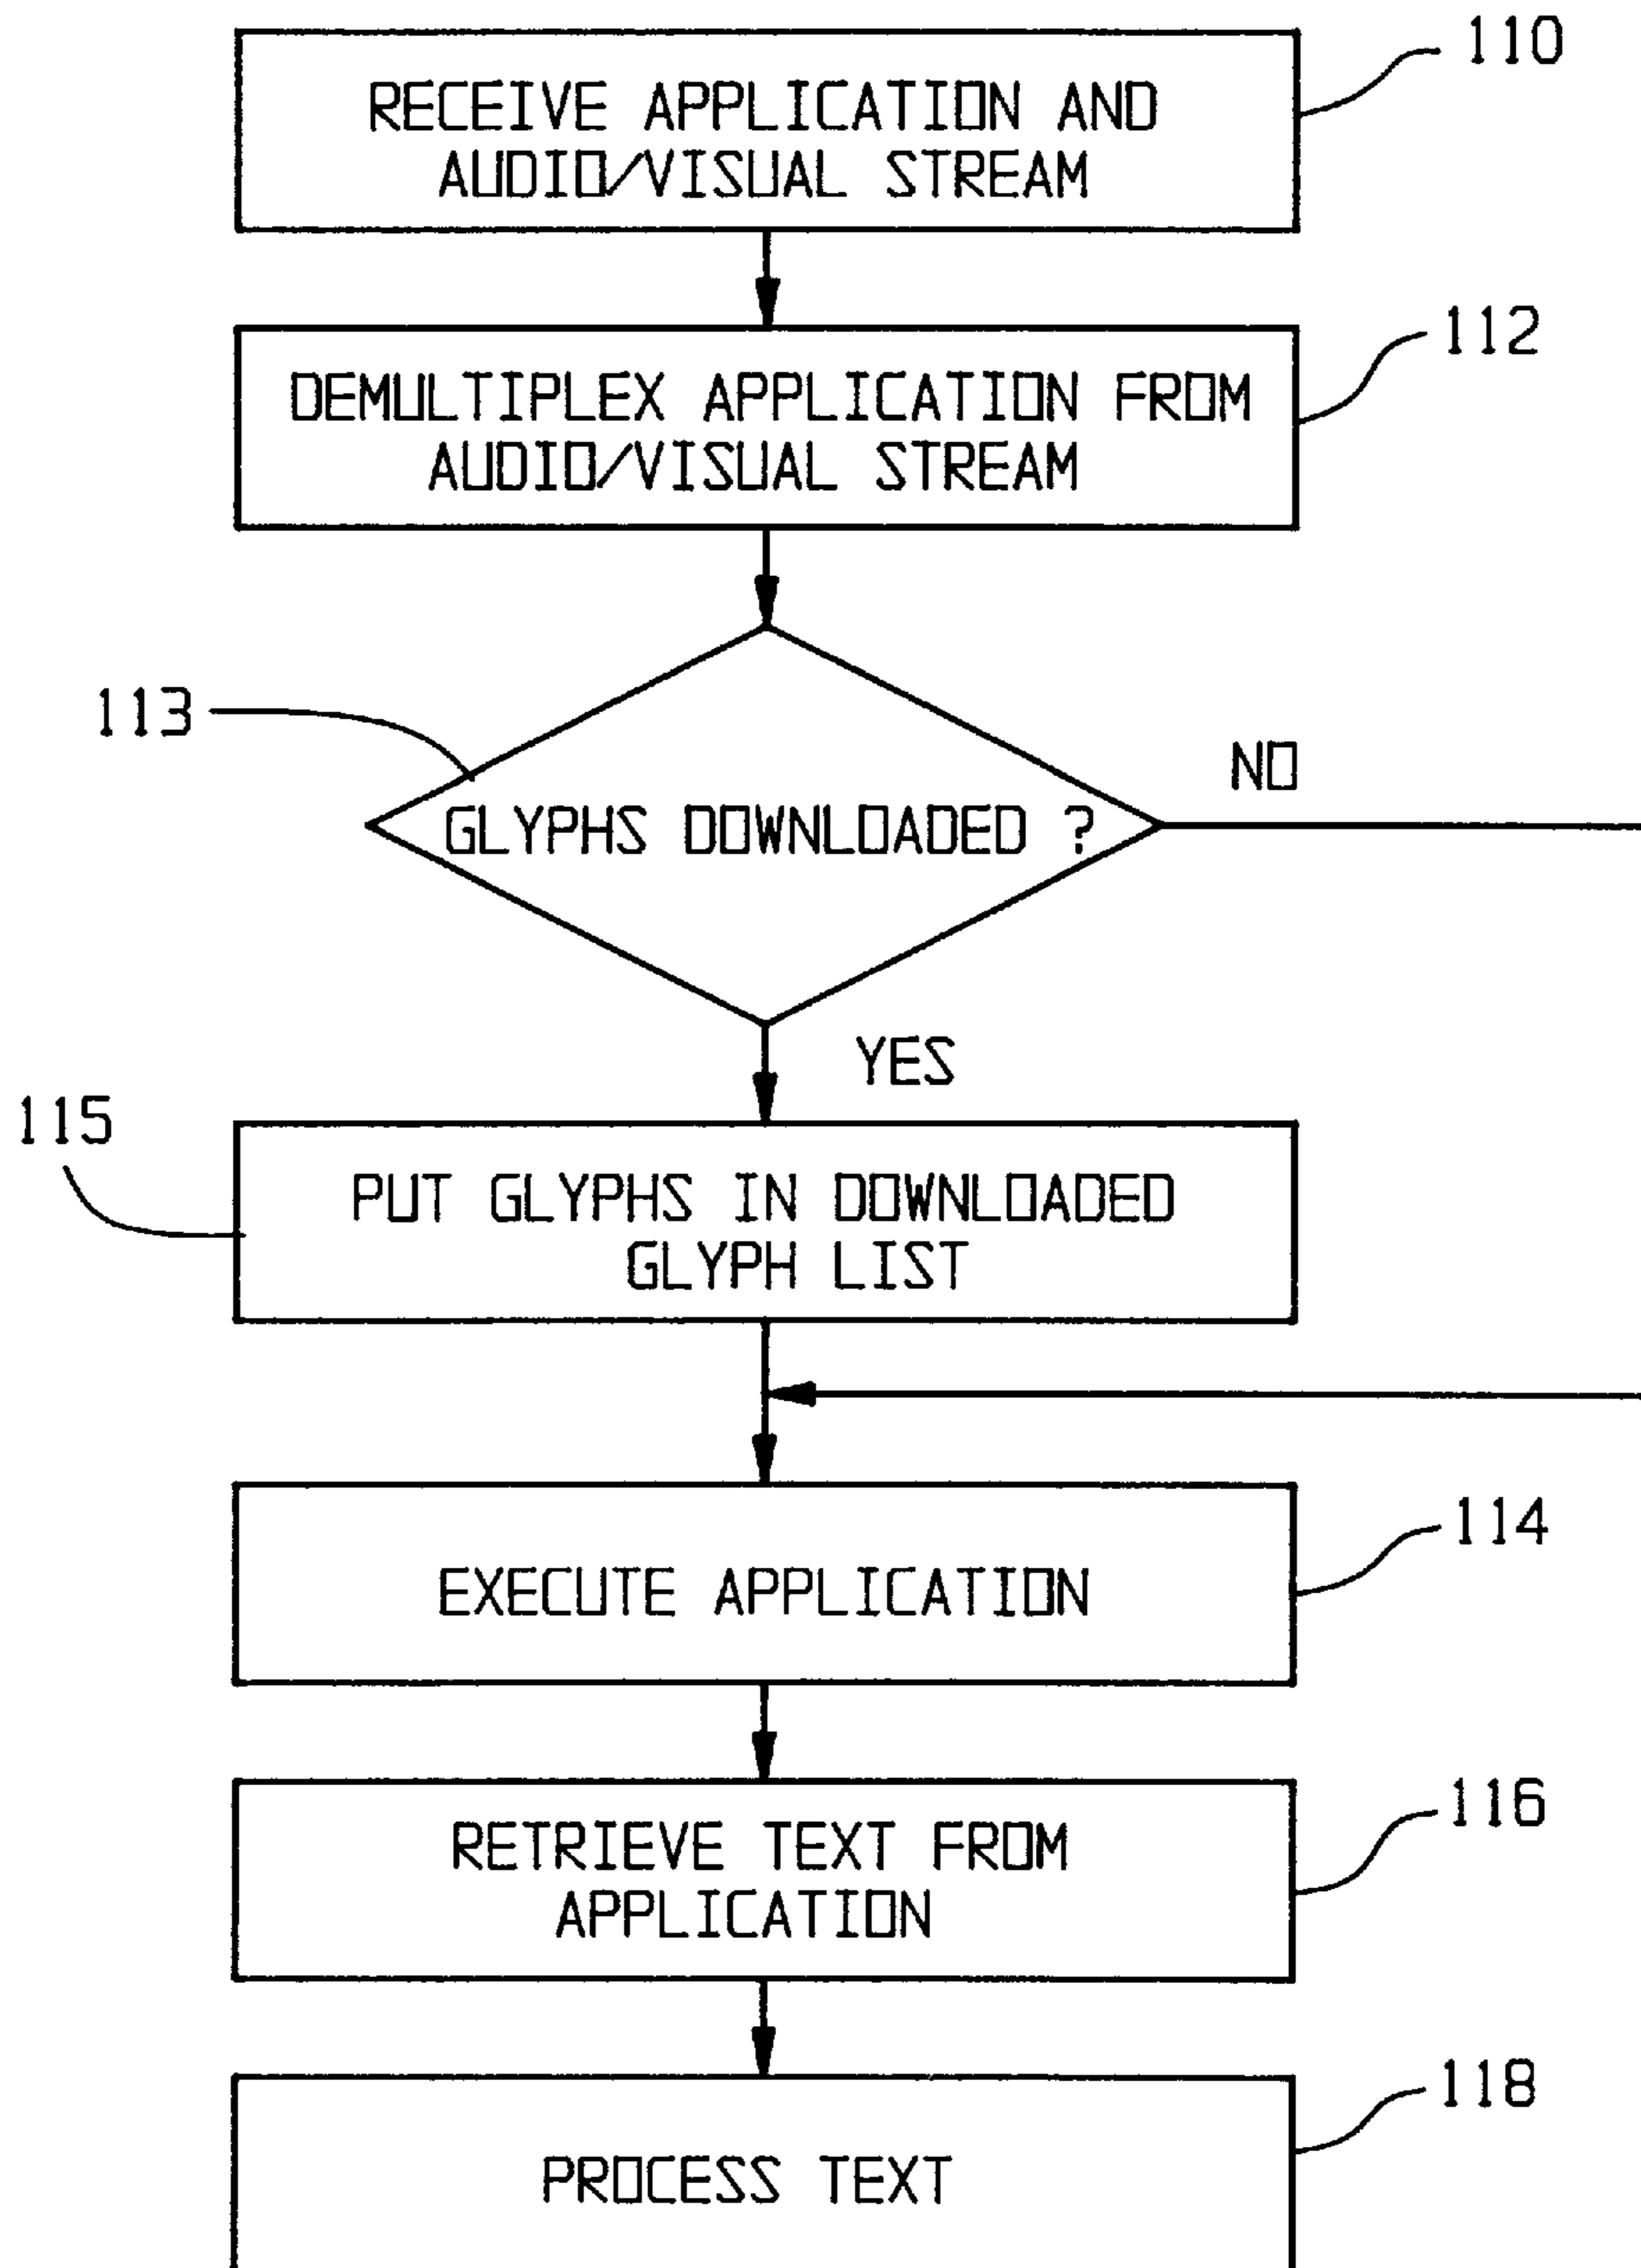 110
RECEIVE APPLICATION AND
AUDIO/VISUAL STREAM
112
DEMULTIPLEX APPLICATION FROM
AUDIO/VISUAL STREAM
113
NO
GLYPHS DOWNLOADED ?
YES
115
PUT GLYPHS IN DOWNLOADED
GLYPH LIST
114
EXECUTE APPLICATION
116
RETRIEVE TEXT FROM
APPLICATION
118
PROCESS TEXT